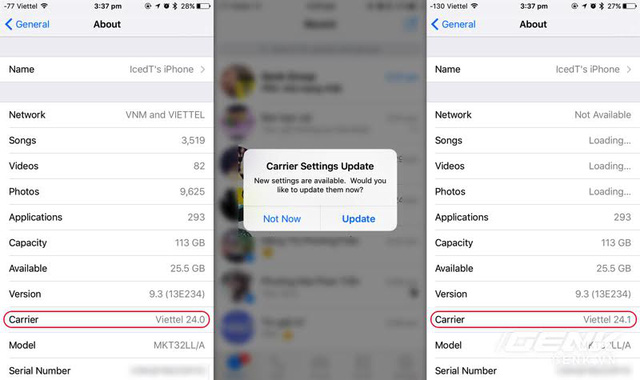 -77 Viettel 3:37 pm 28%
General About
Name IcedT's iPhone
Network VNM and VIETTEL
Songs 3,519
Videos 82
Photos 9,625
Applications 293
Capacity 113 GB
Available 25.5 GB
Version 9.3 (13E234)
Carrier Viettel 24.0
Model MKT32LL/A
Serial Number
Carrier Settings Update
New settings are available. Would you
like to update them now?
Not Now Update
-130 Viettel 3:37 pm 27%
General About
Name IcedT's iPhone
Network Not Available
Songs Loading...
Videos Loading...
Photos Loading...
Applications 293
Capacity 113 GB
Available 25.5 GB
Version 9.3 (13E234)
Carrier Viettel 24.1
Model MKT32LL/A
Serial Number
GENK